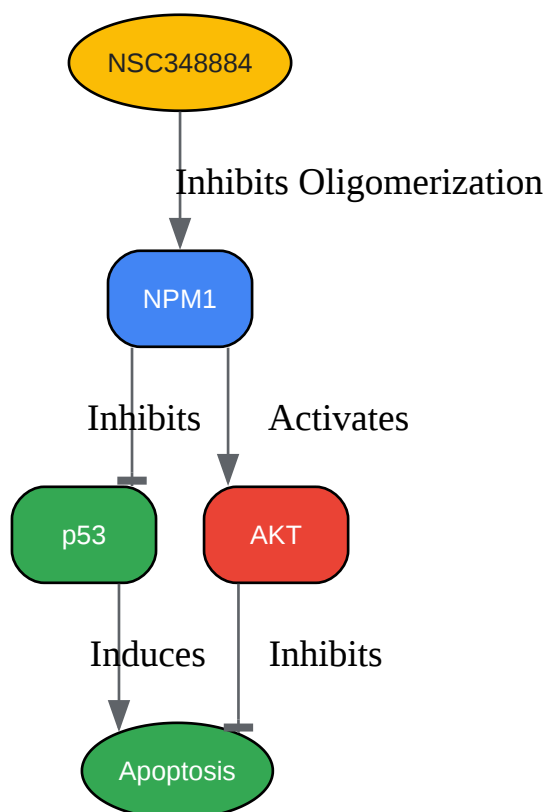 NSC348884
Inhibits Oligomerization
NPM1
Inhibits
Activates
p53
AKT
Induces
Inhibits
Apoptosis